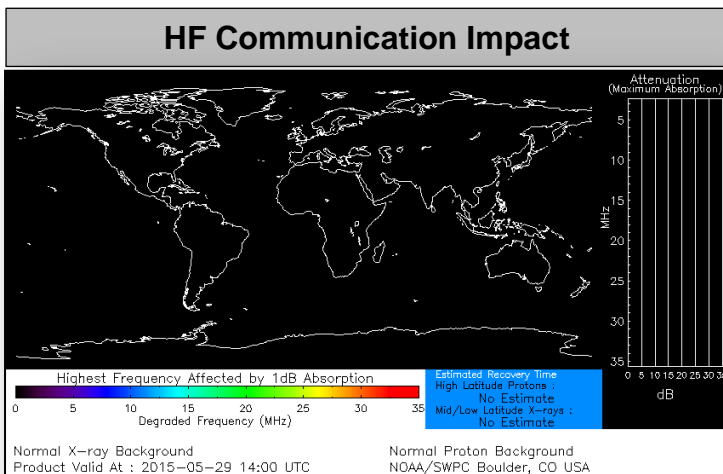 HF Communication Impact
Attenuation
(Maximum Absorption)
5
10
15
20
25
30
35
MHz
0 5 10 15 20 25 30 35
dB
Highest Frequency Affected by 1dB Absorption
0 5 10 15 20 25 30 35
Degraded Frequency (MHz)
Estimated Recovery Time
High Latitude Protons :
No Estimate
Mid/Low Latitude X-rays :
No Estimate
Normal X-ray Background
Normal Proton Background
Product Valid At : 2015-05-29 14:00 UTC
NOAA/SWPC Boulder, CO USA